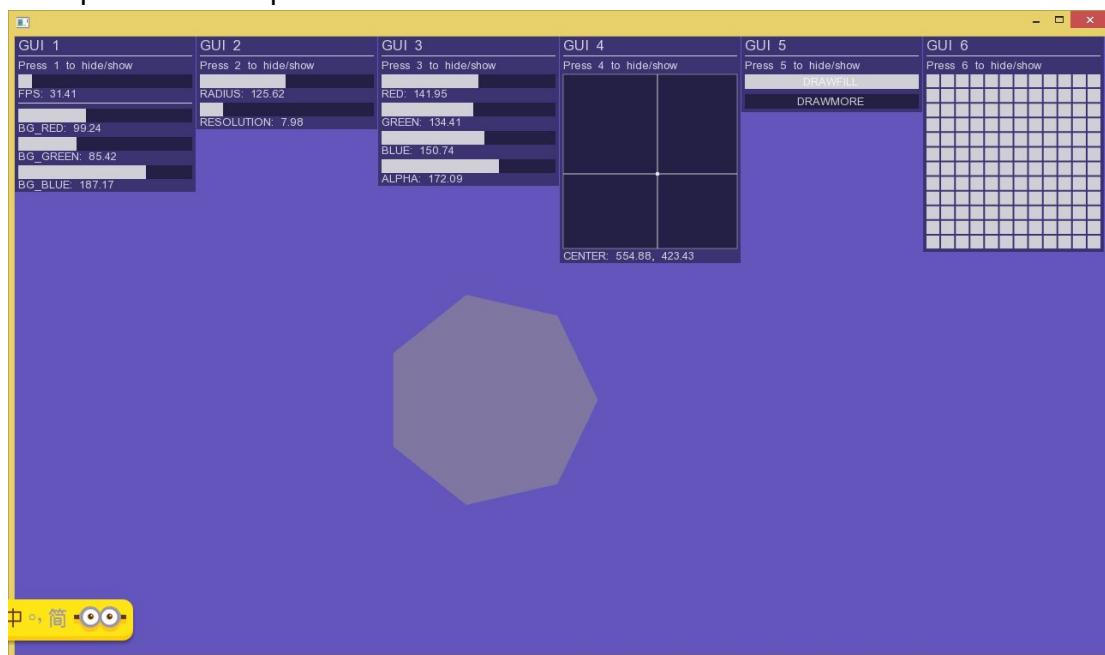 GUI 1
Press 1 to hide/show
FPS: 31.41
BG_RED: 99.24
BG_GREEN: 85.42
BG_BLUE: 187.17
GUI 2
Press 2 to hide/show
RADIUS: 125.62
RESOLUTION: 7.98
GUI 3
Press 3 to hide/show
RED: 141.95
GREEN: 134.41
BLUE: 150.74
ALPHA: 172.09
GUI 4
Press 4 to hide/show
CENTER: 554.88, 423.43
GUI 5
Press 5 to hide/show
DRAWFILL
DRAWMORE
GUI 6
Press 6 to hide/show
中 °, 简